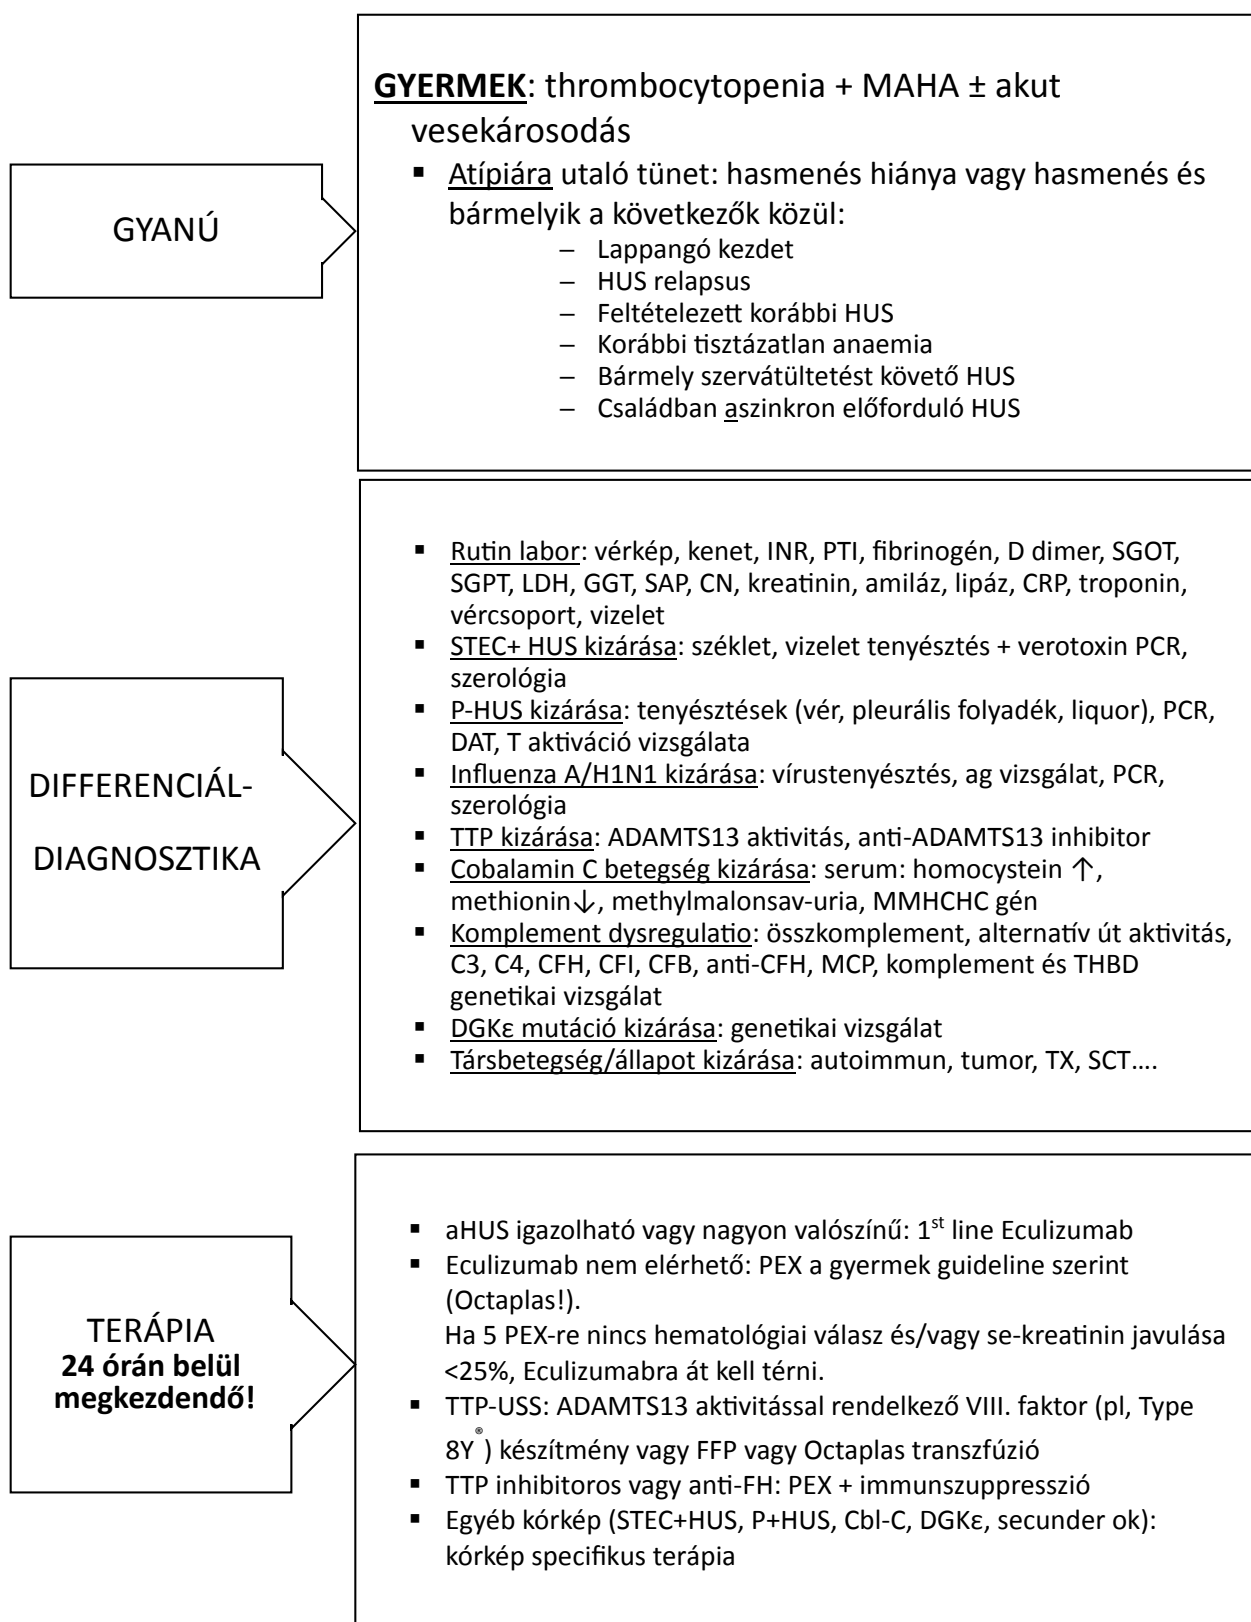 GYANÚ
GYERMEK: thrombocytopenia + MAHA ± akut
vesekárosodás
▪ Atípiára utaló tünet: hasmenés hiánya vagy hasmenés és
bármelyik a következők közül:
– Lappangó kezdet
– HUS relapsus
– Feltételezett korábbi HUS
– Korábbi tisztázatlan anaemia
– Bármely szervátültetést követő HUS
– Családban aszinkron előforduló HUS
DIFFERENCIÁL-
DIAGNOSZTIKA
▪ Rutin labor: vérkép, kenet, INR, PTI, fibrinogén, D dimer, SGOT,
SGPT, LDH, GGT, SAP, CN, kreatinin, amiláz, lipáz, CRP, troponin,
vércsoport, vizelet
▪ STEC+ HUS kizárása: széklet, vizelet tenyésztés + verotoxin PCR,
szerológia
▪ P-HUS kizárása: tenyésztések (vér, pleurális folyadék, liquor), PCR,
DAT, T aktiváció vizsgálata
▪ Influenza A/H1N1 kizárása: vírustenyésztés, ag vizsgálat, PCR,
szerológia
▪ TTP kizárása: ADAMTS13 aktivitás, anti-ADAMTS13 inhibitor
▪ Cobalamin C betegség kizárása: serum: homocystein ↑,
methionin↓, methylmalonsav-uria, MMHCHC gén
▪ Komplement dysregulatio: összkomplement, alternatív út aktivitás,
C3, C4, CFH, CFI, CFB, anti-CFH, MCP, komplement és THBD
genetikai vizsgálat
▪ DGKε mutáció kizárása: genetikai vizsgálat
▪ Társbetegség/állapot kizárása: autoimmun, tumor, TX, SCT....
TERÁPIA
24 órán belül
megkezdendő!
▪ aHUS igazolható vagy nagyon valószínű: 1st line Eculizumab
▪ Eculizumab nem elérhető: PEX a gyermek guideline szerint
(Octaplas!).
Ha 5 PEX-re nincs hematológiai válasz és/vagy se-kreatinin javulása
<25%, Eculizumabra át kell térni.
▪ TTP-USS: ADAMTS13 aktivitással rendelkező VIII. faktor (pl, Type
8Y®) készítmény vagy FFP vagy Octaplas transzfúzió
▪ TTP inhibitoros vagy anti-FH: PEX + immunszuppresszió
▪ Egyéb kórkép (STEC+HUS, P+HUS, Cbl-C, DGKε, secunder ok):
kórkép specifikus terápia